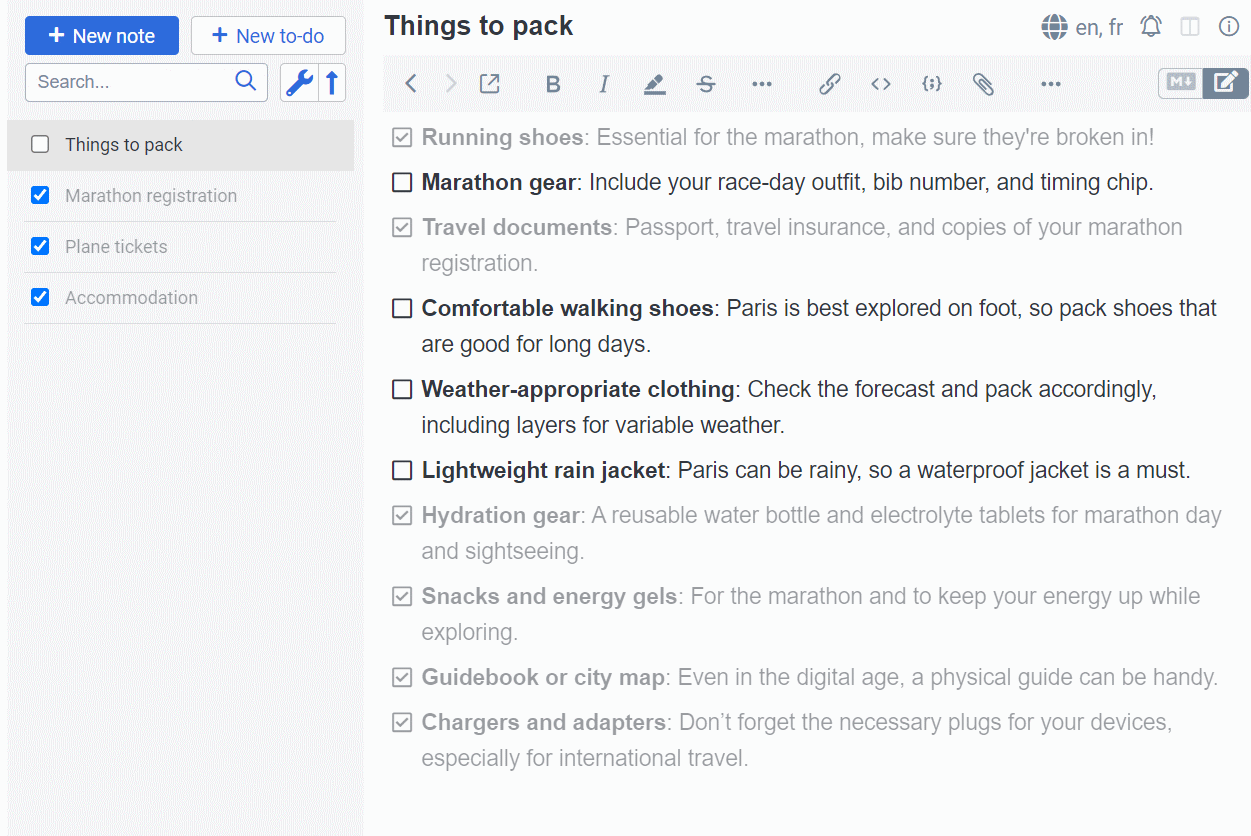 New note
New to-do
Search...
Things to pack
Marathon registration
Plane tickets
Accommodation
Things to pack
en, fr
B I S ... <> {;} ... M↓
Running shoes: Essential for the marathon, make sure they're broken in!
Marathon gear: Include your race-day outfit, bib number, and timing chip.
Travel documents: Passport, travel insurance, and copies of your marathon
registration.
Comfortable walking shoes: Paris is best explored on foot, so pack shoes that
are good for long days.
Weather-appropriate clothing: Check the forecast and pack accordingly,
including layers for variable weather.
Lightweight rain jacket: Paris can be rainy, so a waterproof jacket is a must.
Hydration gear: A reusable water bottle and electrolyte tablets for marathon day
and sightseeing.
Snacks and energy gels: For the marathon and to keep your energy up while
exploring.
Guidebook or city map: Even in the digital age, a physical guide can be handy.
Chargers and adapters: Don’t forget the necessary plugs for your devices,
especially for international travel.